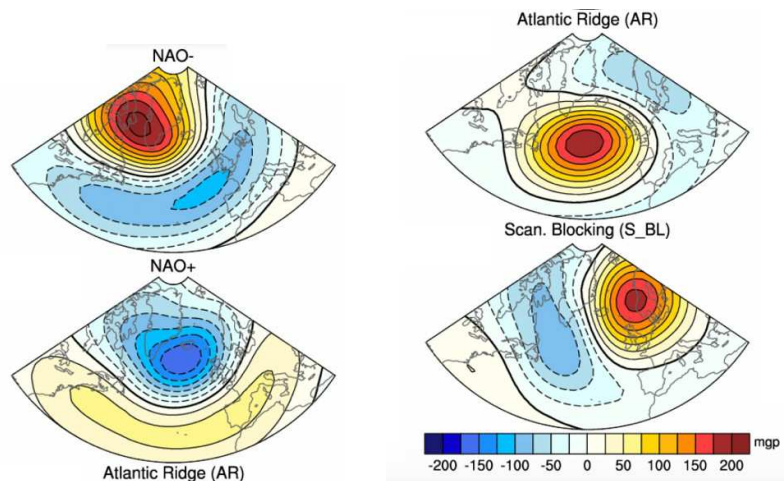 NAO-
NAO+
Atlantic Ridge (AR)
Atlantic Ridge (AR)
Scan. Blocking (S_BL)
mgp
-200 -150 -100 -50 0 50 100 150 200